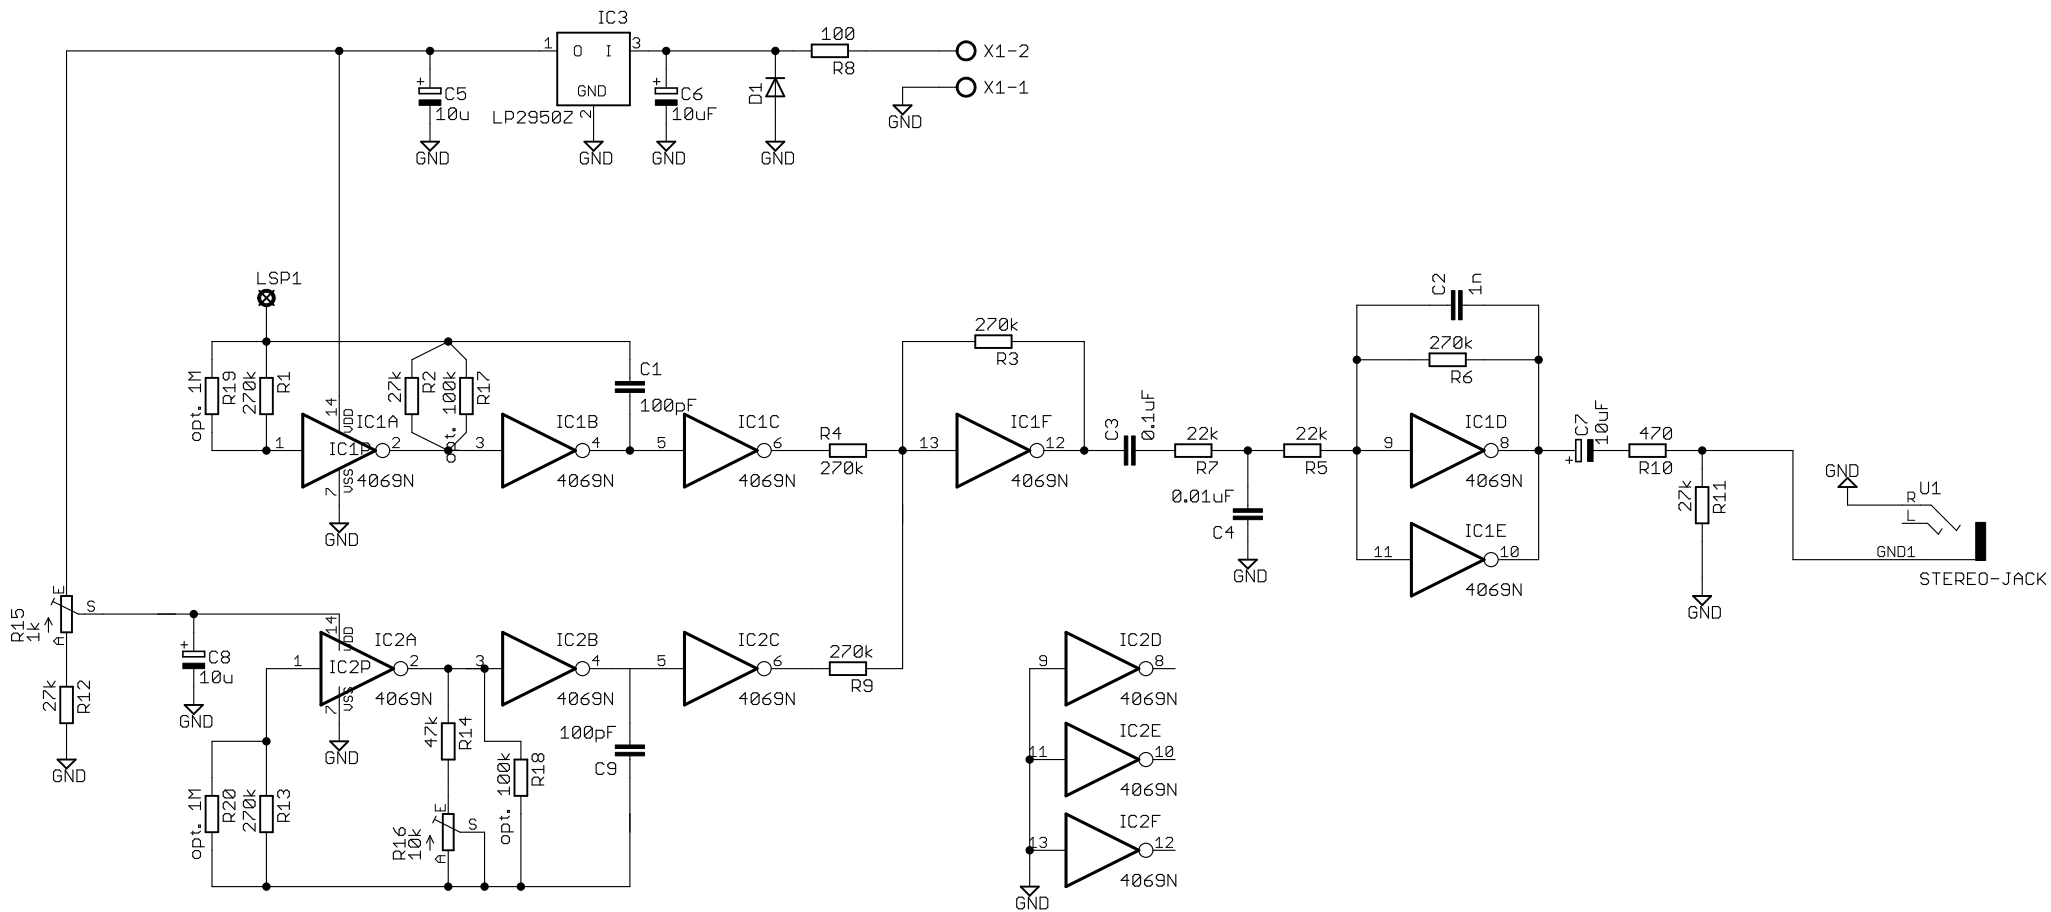 IC3
1
O
I
3
GND
LP2950Z
2
GND
+
C5
10u
GND
+
C6
10uF
GND
D1
GND
100
R8
X1-2
X1-1
GND
LSP1
opt. 1M
R19
270k
R1
1
14
VDD
IC1A
IC1P
2
VSS
7
4069N
GND
27k
R2
100k
R17
opt.
3
IC1B
4
4069N
C1
100pF
5
IC1C
6
4069N
R4
270k
270k
R3
13
IC1F
12
4069N
C3
0.1uF
22k
R7
0.01uF
C4
GND
22k
R5
C2
1n
270k
R6
9
IC1D
8
4069N
11
IC1E
10
4069N
C7
10uF
+
470
R10
27k
R11
GND
GND
U1
R
L
GND1
STEREO-JACK
R15
1k
E
S
A
27k
R12
GND
+
C8
10u
GND
1
14
VDD
IC2A
IC2P
2
VSS
7
4069N
GND
opt. 1M
R20
270k
R13
47k
R14
R16
10k
E
S
A
opt. 100k
R18
3
IC2B
4
4069N
100pF
C9
5
IC2C
6
4069N
270k
R9
9
IC2D
8
4069N
11
IC2E
10
4069N
13
IC2F
12
4069N
GND